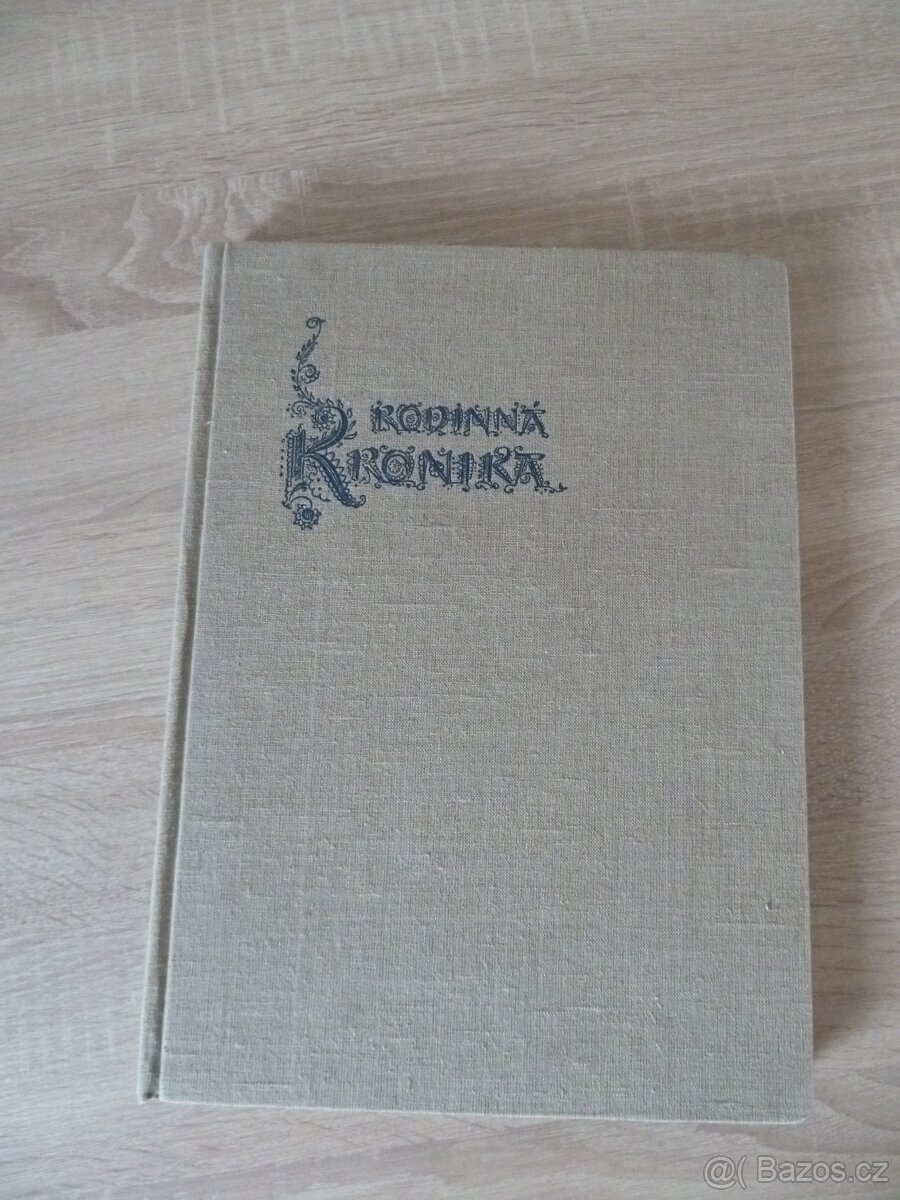 RODINNÁ
KRONIKA
@( Bazos.cz